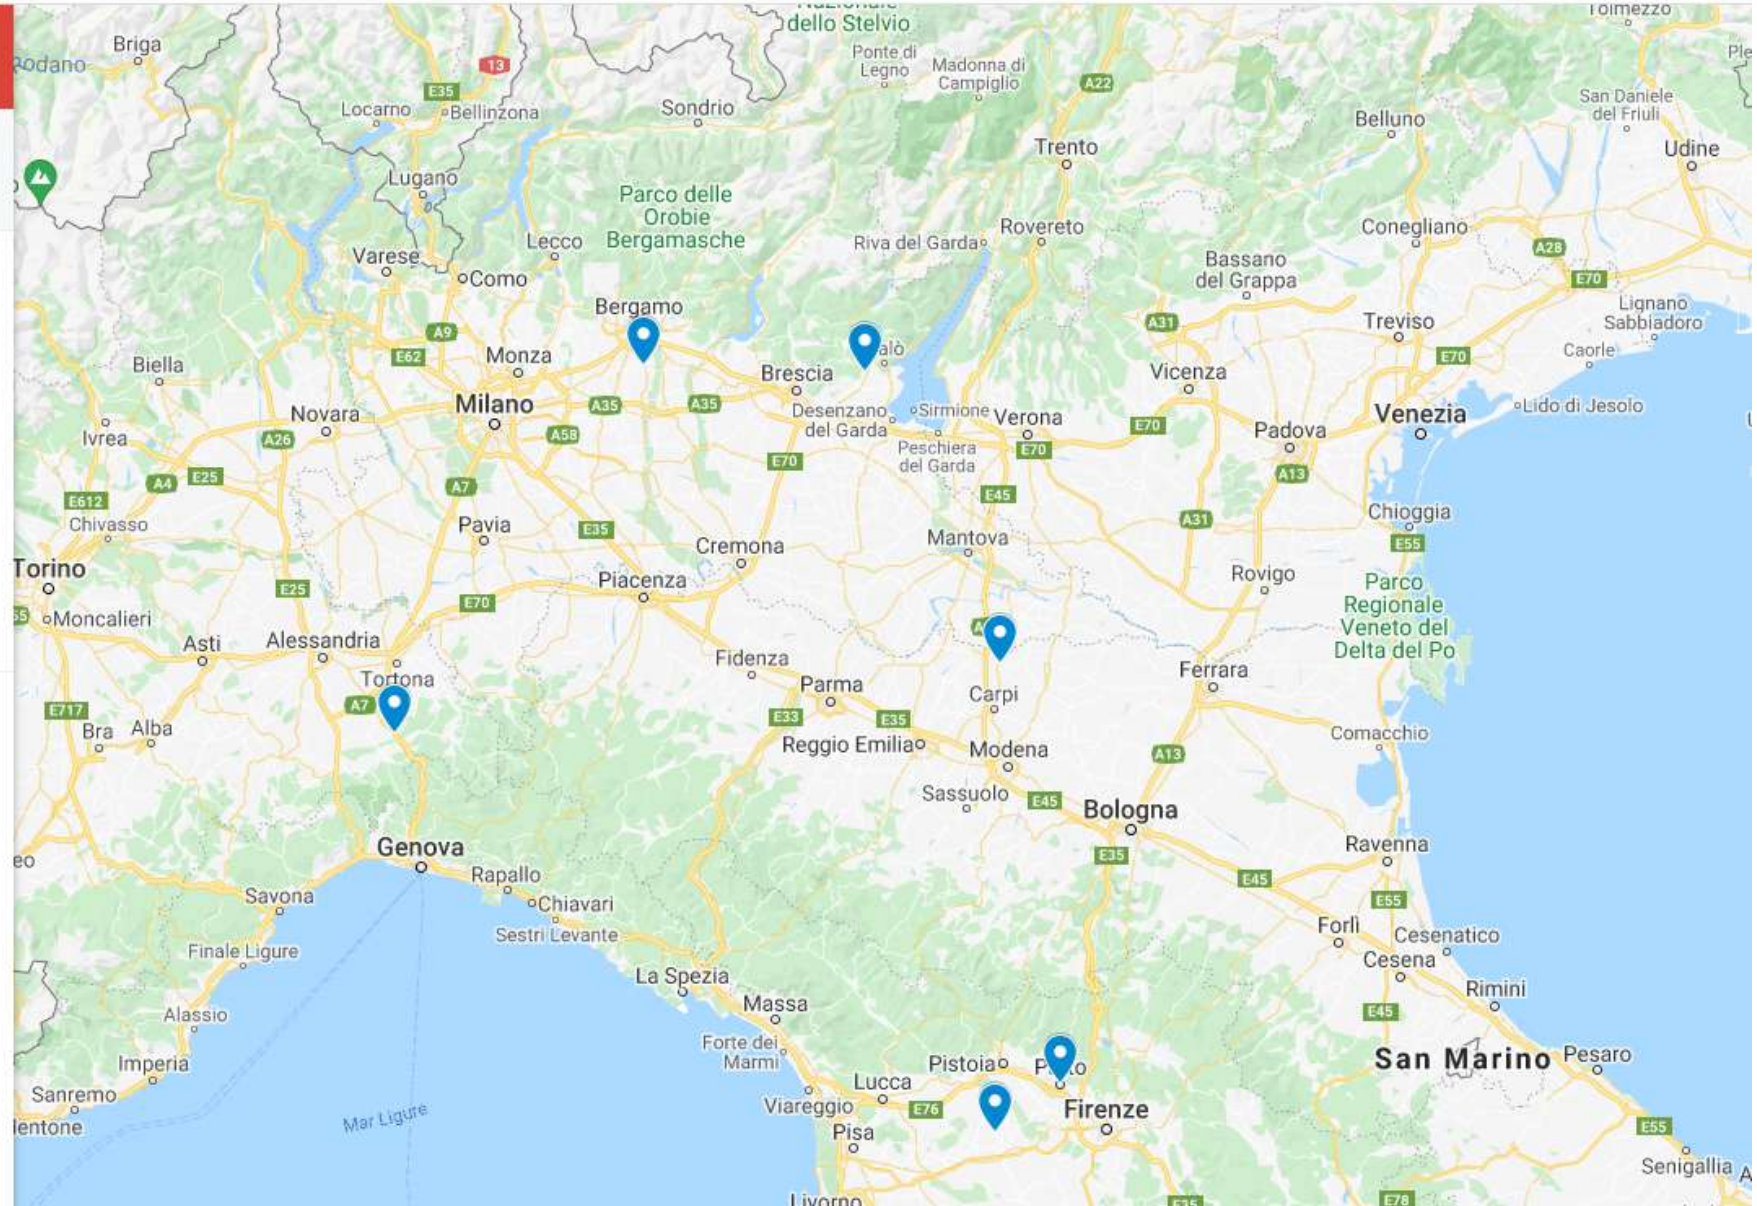 Nazionale
dello Stelvio
Tolmezzo
Briga
Rodano
13
Ponte di
Legno
Madonna di
Campiglio
A22
E35
Locarno
Bellinzona
Sondrio
San Daniele
del Friuli
Belluno
Trento
Udine
Lugano
Parco delle
Orobie
Bergamasche
Riva del Garda
Rovereto
Conegliano
A28
Varese
Lecco
Como
Bassano
del Grappa
E70
Bergamo
Lignano
Sabbiadoro
A9
A31
Treviso
E62
Monza
alò
Caorle
E70
Biella
Brescia
Vicenza
Milano
A35
A35
Novara
Desenzano
del Garda
Sirmione
Verona
Venezia
Lido di Jesolo
Ivrea
A26
A58
E70
Padova
Peschiera
del Garda
E70
E70
A4
E25
A13
E612
A7
E45
Chivasso
Pavia
E35
A31
Chioggia
Cremona
Mantova
E55
Torino
Piacenza
Rovigo
Parco
Regionale
Veneto del
Delta del Po
E25
E70
55
Moncalieri
Asti
Alessandria
Fidenza
Ferrara
Tortona
Parma
Carpi
A7
E717
Bra
Alba
E33
E35
Reggio Emilia
Modena
A13
Comacchio
Sassuolo
E45
Bologna
Genova
E35
Ravenna
eo
Rapallo
E45
Savona
Chiavari
E55
Sestri Levante
Forlì
Cesenatico
Finale Ligure
Cesena
La Spezia
Rimini
Massa
Alassio
E45
Forte dei
Marmi
Imperia
Pistoia
San Marino
Pesaro
Sanremo
Lucca
Viareggio
E76
Firenze
Mar Ligure
lentone
Pisa
E55
Senigallia
A
Livorno
E35
E78